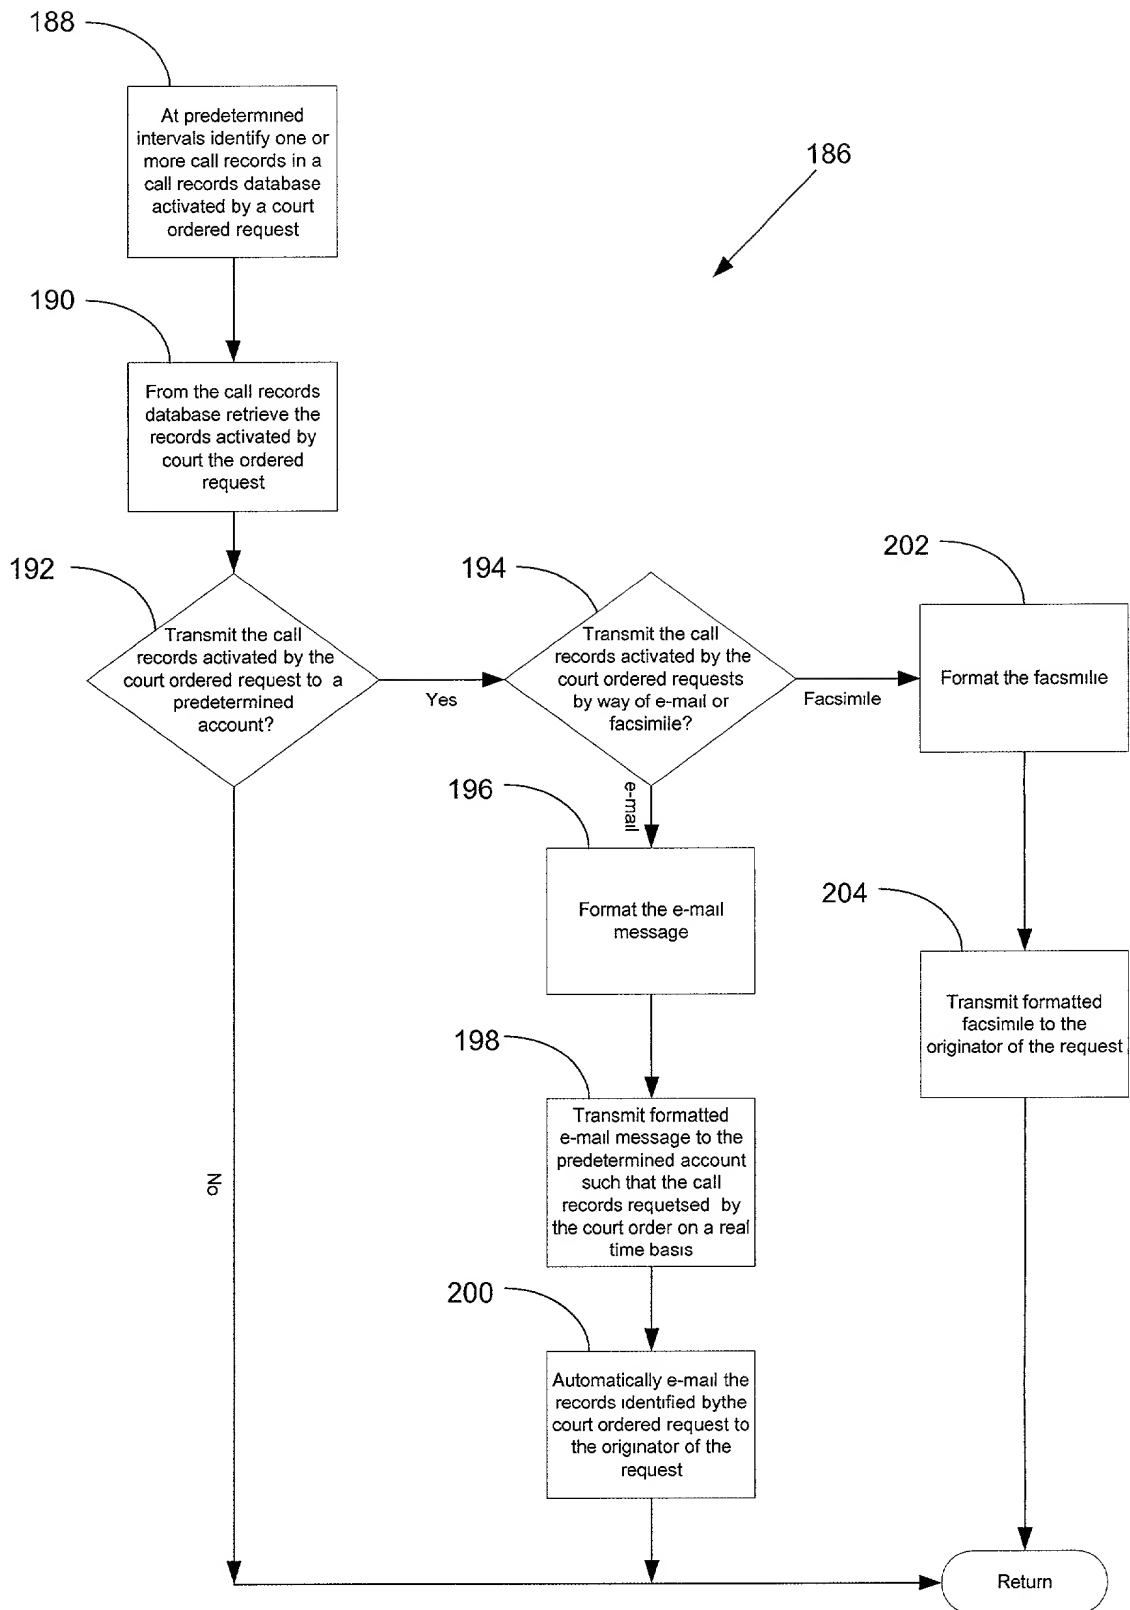 188
At predetermined
intervals identify one or
more call records in a
call records database
activated by a court
ordered request
186
190
From the call records
database retrieve the
records activated by
court the ordered
request
192
Transmit the call
records activated by the
court ordered request to a
predetermined
account?
Yes
No
194
Transmit the call
records activated by the
court ordered requests
by way of e-mail or
facsimile?
Facsimile
e-mail
202
Format the facsmilie
204
Transmit formatted
facsimile to the
originator of the request
196
Format the e-mail
message
198
Transmit formatted
e-mail message to the
predetermined account
such that the call
records requetsed by
the court order on a real
time basis
200
Automatically e-mail the
records identified bythe
court ordered request to
the originator of the
request
Return